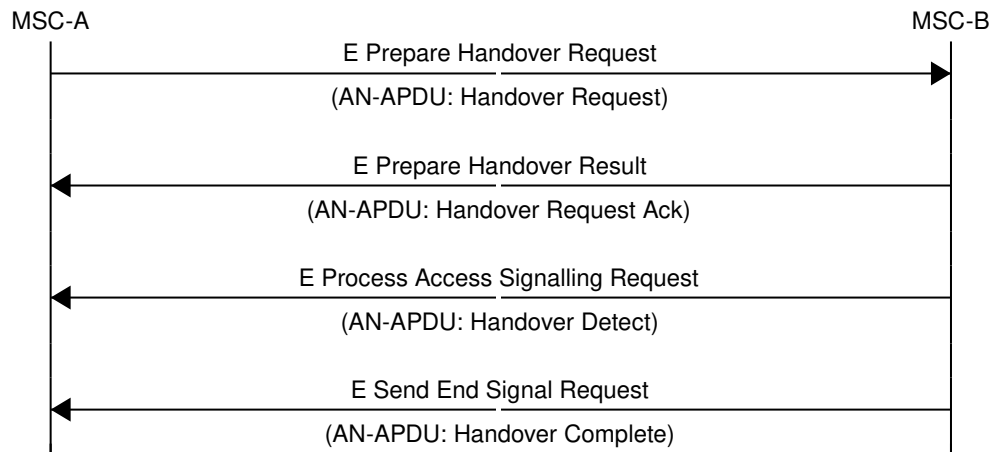 MSC-A MSC-B
E Prepare Handover Request
(AN-APDU: Handover Request)
E Prepare Handover Result
(AN-APDU: Handover Request Ack)
E Process Access Signalling Request
(AN-APDU: Handover Detect)
E Send End Signal Request
(AN-APDU: Handover Complete)